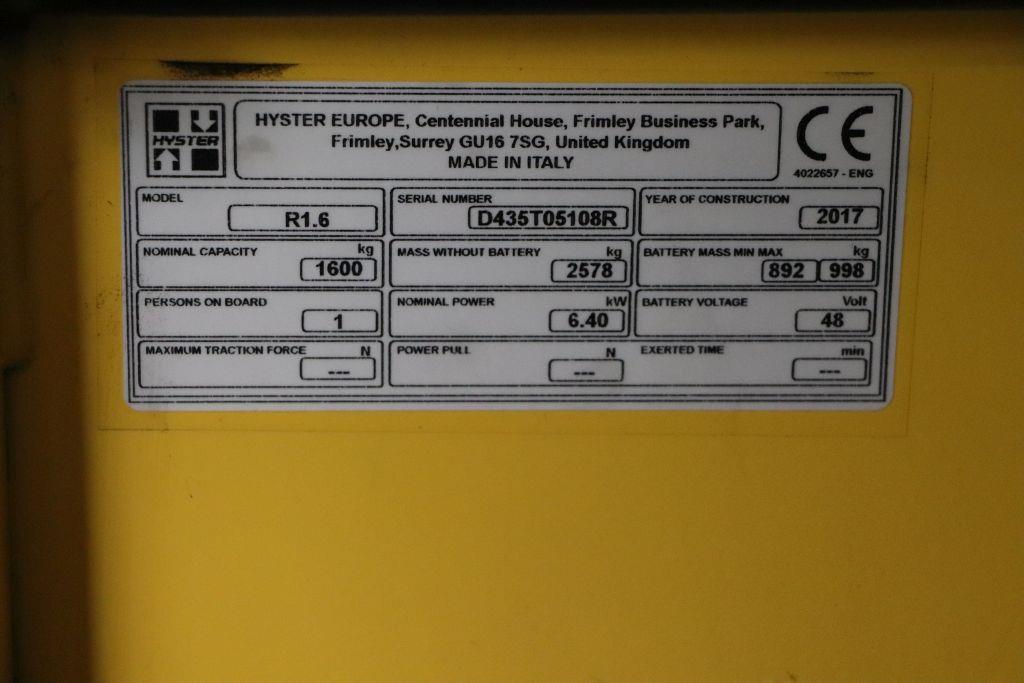 HYSTER
HYSTER EUROPE, Centennial House, Frimley Business Park,
Frimley,Surrey GU16 7SG, United Kingdom
MADE IN ITALY
CE
4022657 - ENG
MODEL
R1.6
SERIAL NUMBER
D435T05108R
YEAR OF CONSTRUCTION
2017
NOMINAL CAPACITY kg
1600
MASS WITHOUT BATTERY kg
2578
BATTERY MASS MIN MAX kg
892 998
PERSONS ON BOARD
1
NOMINAL POWER kW
6.40
BATTERY VOLTAGE Volt
48
MAXIMUM TRACTION FORCE N
---
POWER PULL N
---
EXERTED TIME min
---